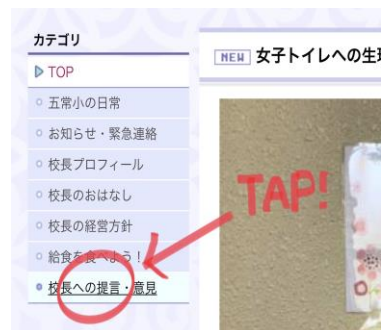 カテゴリ
TOP
五常小の日常
お知らせ・緊急連絡
校長プロフィール
校長のおはなし
校長の経営方針
給食を食べよう！
校長への提言・意見
NEW 女子トイレへの生
TAP!